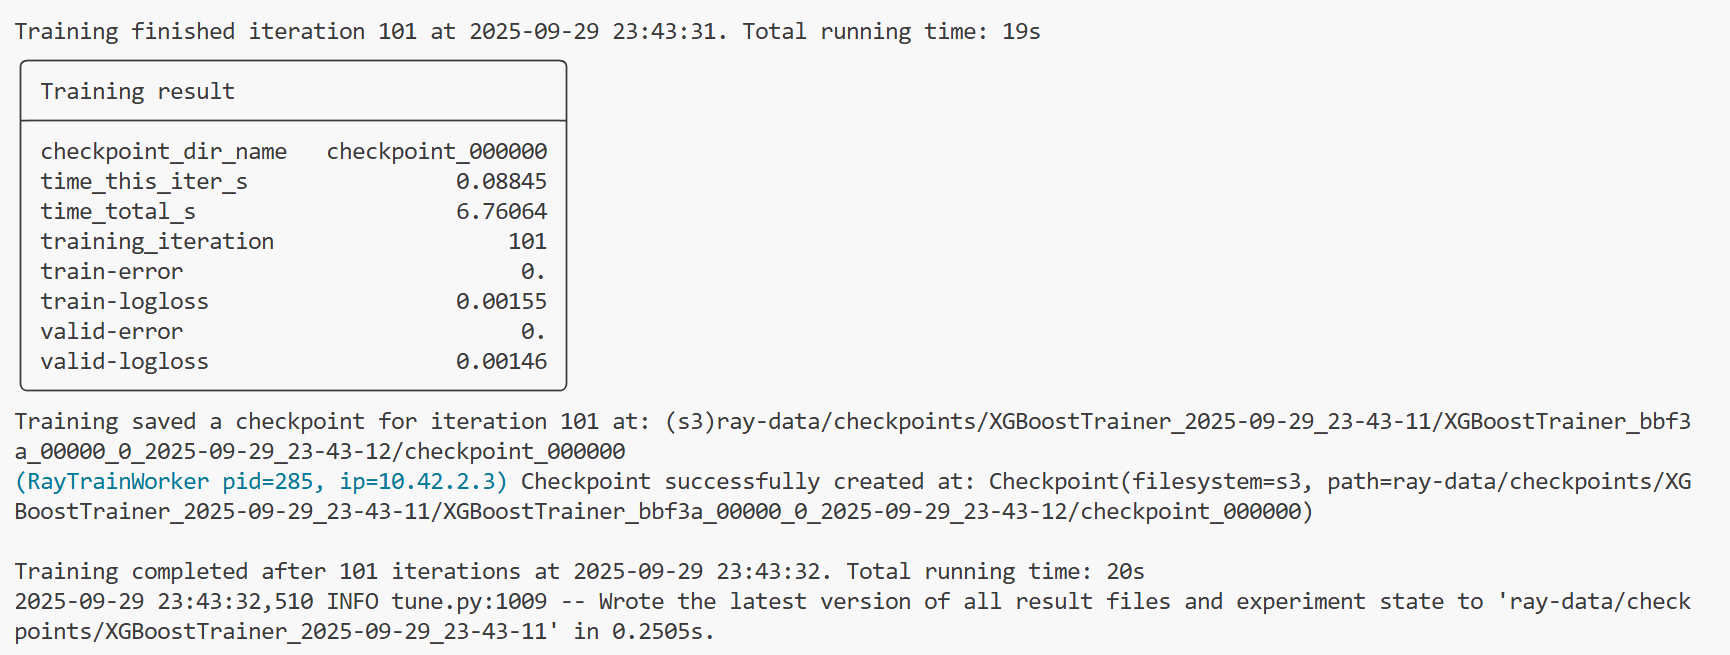 Training finished iteration 101 at 2025-09-29 23:43:31. Total running time: 19s
Training result
checkpoint_dir_name checkpoint_000000
time_this_iter_s 0.08845
time_total_s 6.76064
training_iteration 101
train-error 0.
train-logloss 0.00155
valid-error 0.
valid-logloss 0.00146
Training saved a checkpoint for iteration 101 at: (s3)ray-data/checkpoints/XGBoostTrainer_2025-09-29_23-43-11/XGBoostTrainer_bbf3
a_00000_0_2025-09-29_23-43-12/checkpoint_000000
(RayTrainWorker pid=285, ip=10.42.2.3) Checkpoint successfully created at: Checkpoint(filesystem=s3, path=ray-data/checkpoints/XG
BoostTrainer_2025-09-29_23-43-11/XGBoostTrainer_bbf3a_00000_0_2025-09-29_23-43-12/checkpoint_000000)
Training completed after 101 iterations at 2025-09-29 23:43:32. Total running time: 20s
2025-09-29 23:43:32,510 INFO tune.py:1009 -- Wrote the latest version of all result files and experiment state to 'ray-data/check
points/XGBoostTrainer_2025-09-29_23-43-11' in 0.2505s.